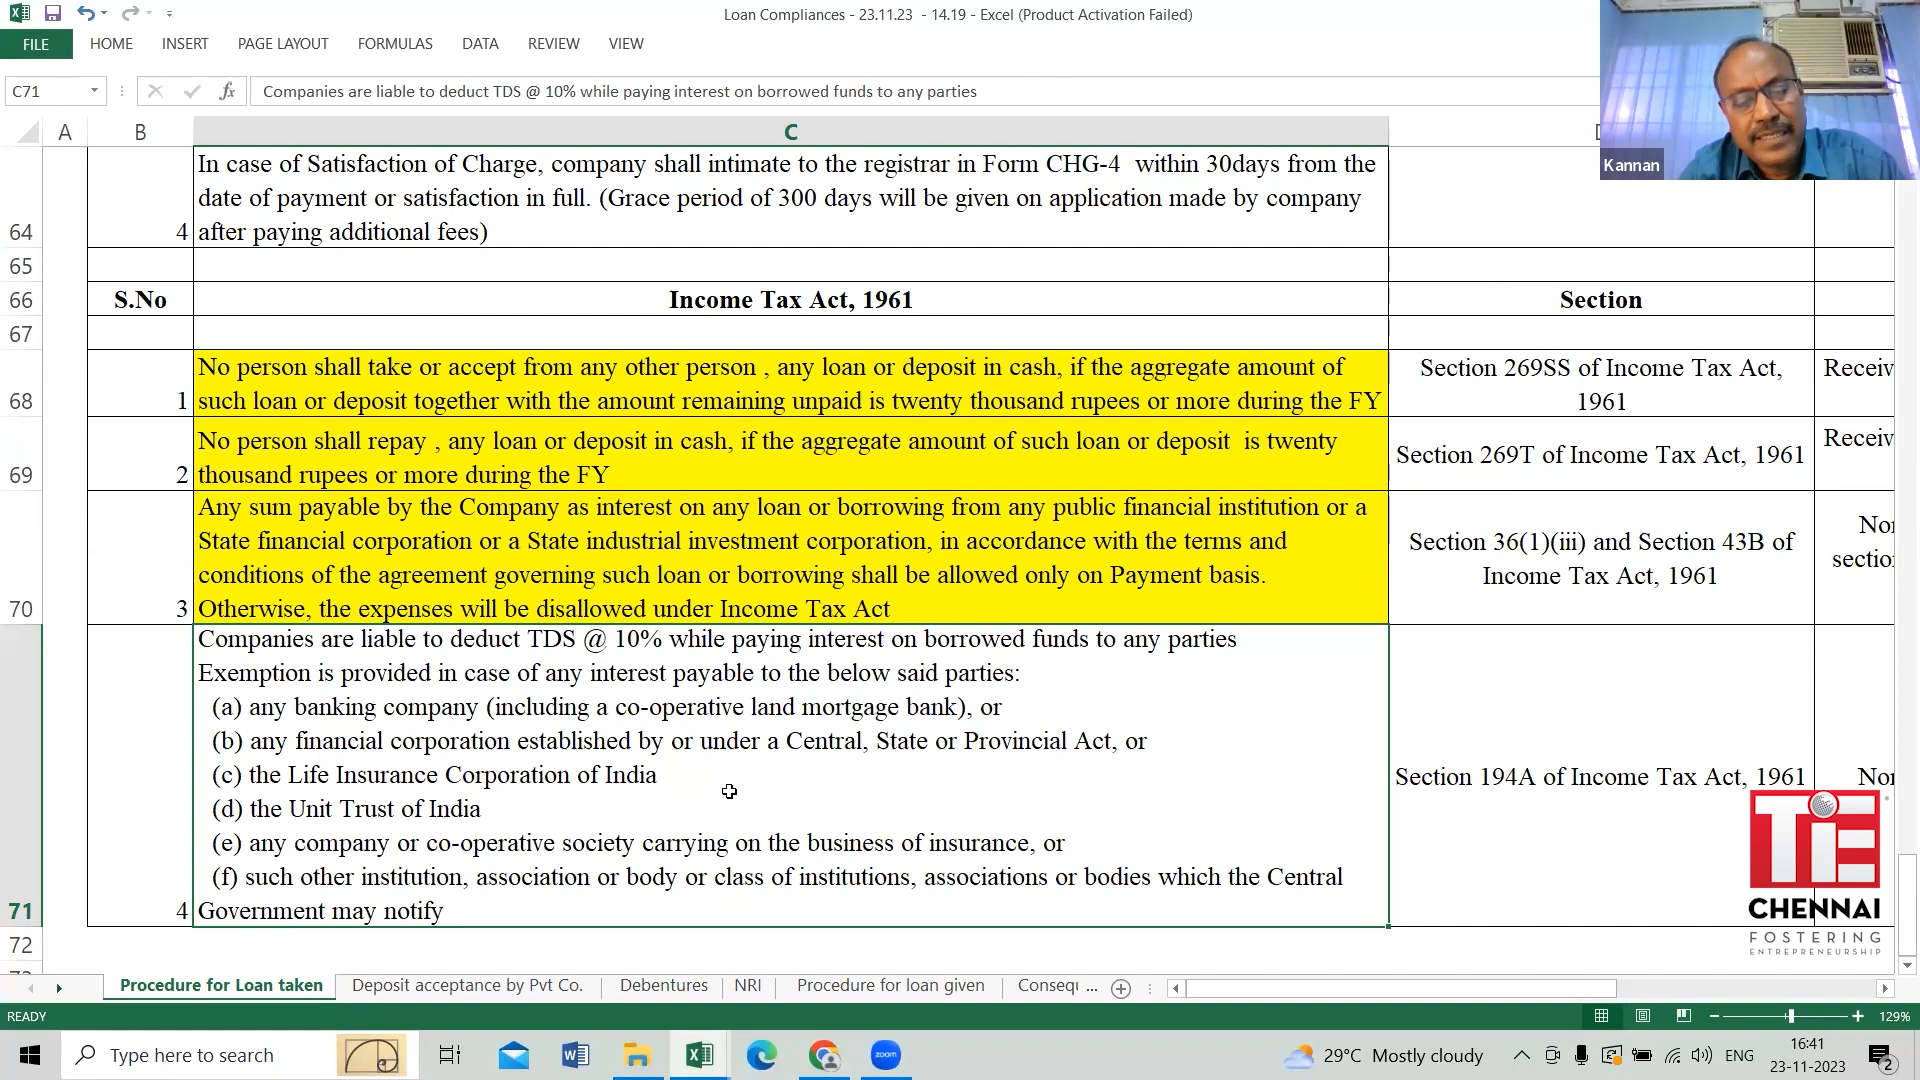 Loan Compliances - 23.11.23 - 14.19 - Excel (Product Activation Failed)
FILE HOME INSERT PAGE LAYOUT FORMULAS DATA REVIEW VIEW
C71 fx Companies are liable to deduct TDS @ 10% while paying interest on borrowed funds to any parties
Kannan
A B C
64 4 In case of Satisfaction of Charge, company shall intimate to the registrar in Form CHG-4 within 30days from the
date of payment or satisfaction in full. (Grace period of 300 days will be given on application made by company
after paying additional fees)
65
66 S.No Income Tax Act, 1961 Section
67
68 1 No person shall take or accept from any other person , any loan or deposit in cash, if the aggregate amount of
such loan or deposit together with the amount remaining unpaid is twenty thousand rupees or more during the FY
Section 269SS of Income Tax Act,
1961
Receiv
69 2 No person shall repay , any loan or deposit in cash, if the aggregate amount of such loan or deposit is twenty
thousand rupees or more during the FY
Section 269T of Income Tax Act, 1961
Receiv
70 3 Any sum payable by the Company as interest on any loan or borrowing from any public financial institution or a
State financial corporation or a State industrial investment corporation, in accordance with the terms and
conditions of the agreement governing such loan or borrowing shall be allowed only on Payment basis.
Otherwise, the expenses will be disallowed under Income Tax Act
Section 36(1)(iii) and Section 43B of
Income Tax Act, 1961
71 4 Companies are liable to deduct TDS @ 10% while paying interest on borrowed funds to any parties
Exemption is provided in case of any interest payable to the below said parties:
(a) any banking company (including a co-operative land mortgage bank), or
(b) any financial corporation established by or under a Central, State or Provincial Act, or
(c) the Life Insurance Corporation of India
(d) the Unit Trust of India
(e) any company or co-operative society carrying on the business of insurance, or
(f) such other institution, association or body or class of institutions, associations or bodies which the Central
Government may notify
Section 194A of Income Tax Act, 1961
72
TiE
CHENNAI
FOSTERING
ENTREPRENEURSHIP
Procedure for Loan taken Deposit acceptance by Pvt Co. Debentures NRI Procedure for loan given Consequ ...
READY 129%
Type here to search zoom 29°C Mostly cloudy ENG 16:41
23-11-2023 2